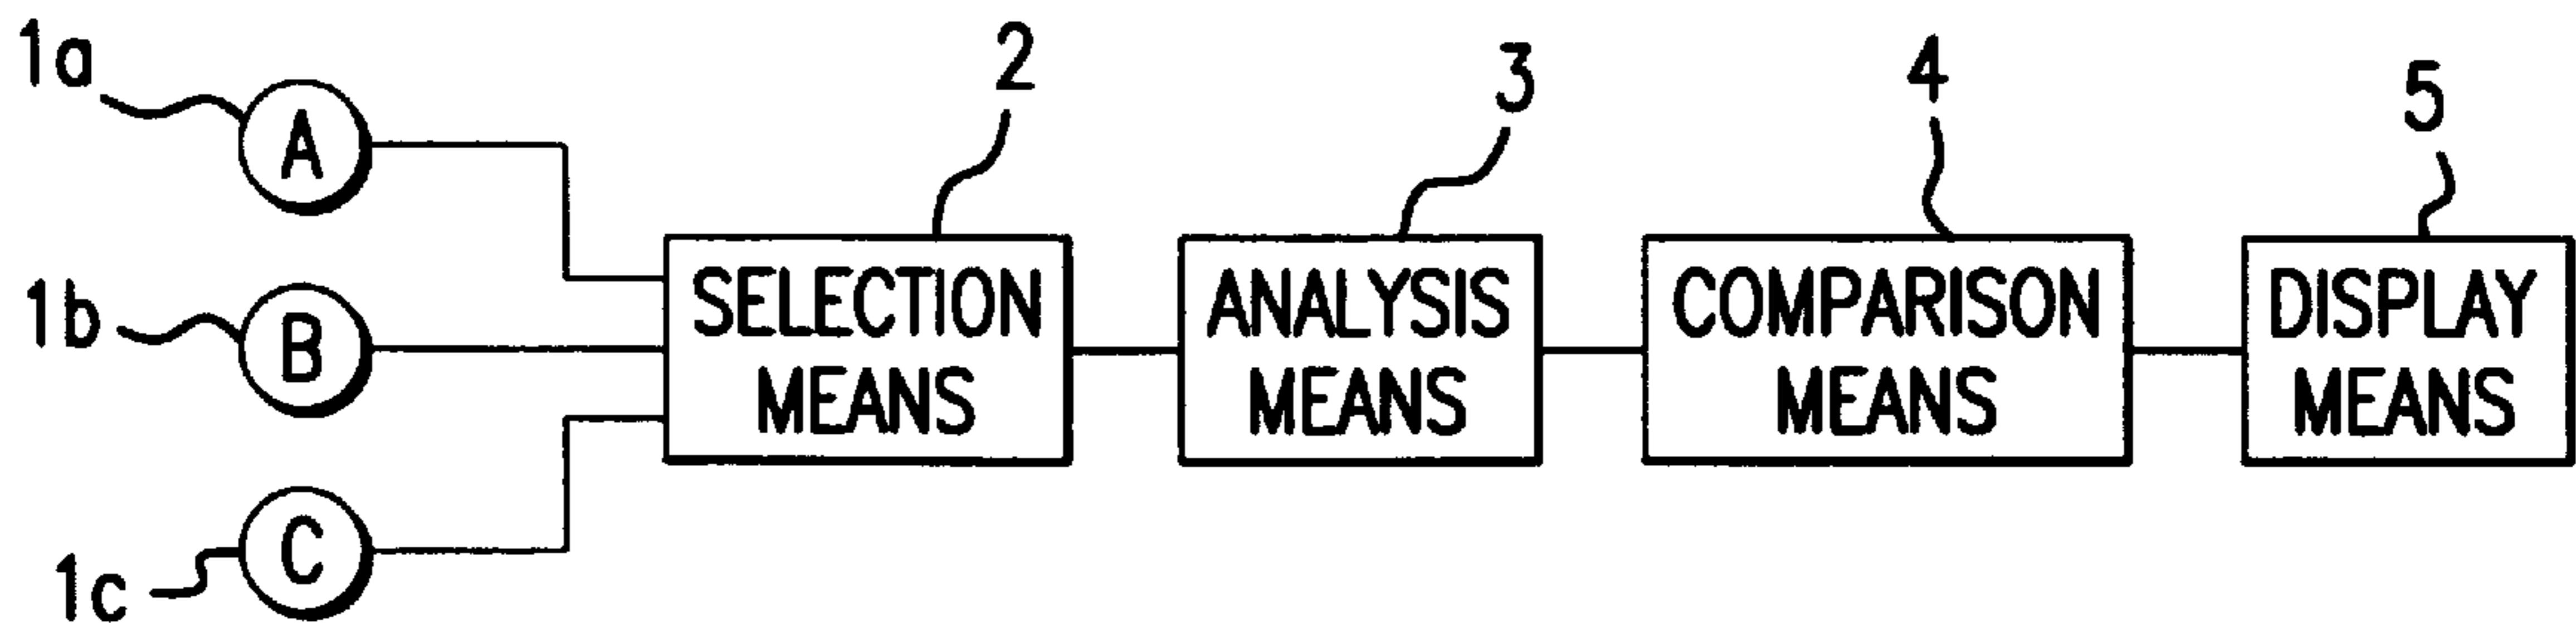 1a
A
2
3
4
5
1b
B
SELECTION
MEANS
ANALYSIS
MEANS
COMPARISON
MEANS
DISPLAY
MEANS
1c
C